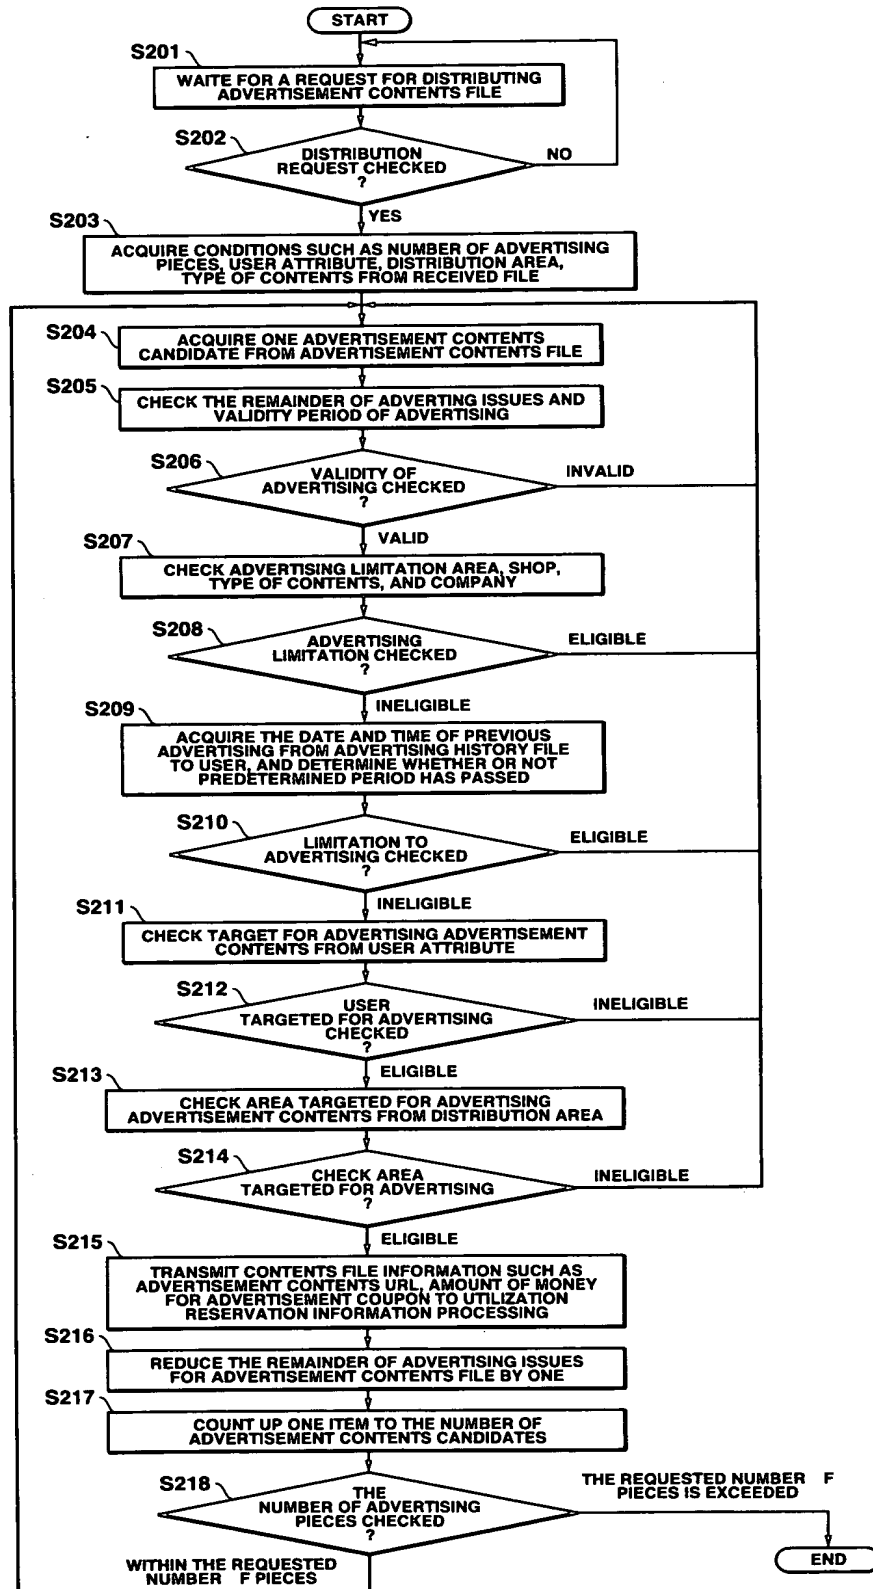 START
S201
WAITE FOR A REQUEST FOR DISTRIBUTING
ADVERTISEMENT CONTENTS FILE
S202
DISTRIBUTION
REQUEST CHECKED
?
NO
YES
S203
ACQUIRE CONDITIONS SUCH AS NUMBER OF ADVERTISING
PIECES, USER ATTRIBUTE, DISTRIBUTION AREA,
TYPE OF CONTENTS FROM RECEIVED FILE
S204
ACQUIRE ONE ADVERTISEMENT CONTENTS
CANDIDATE FROM ADVERTISEMENT CONTENTS FILE
S205
CHECK THE REMAINDER OF ADVERTING ISSUES AND
VALIDITY PERIOD OF ADVERTISING
S206
VALIDITY OF
ADVERTISING CHECKED
?
INVALID
VALID
S207
CHECK ADVERTISING LIMITATION AREA, SHOP,
TYPE OF CONTENTS, AND COMPANY
S208
ADVERTISING
LIMITATION CHECKED
?
ELIGIBLE
INELIGIBLE
S209
ACQUIRE THE DATE AND TIME OF PREVIOUS
ADVERTISING FROM ADVERTISING HISTORY FILE
TO USER, AND DETERMINE WHETHER OR NOT
PREDETERMINED PERIOD HAS PASSED
S210
LIMITATION TO
ADVERTISING CHECKED
?
ELIGIBLE
INELIGIBLE
S211
CHECK TARGET FOR ADVERTISING ADVERTISEMENT
CONTENTS FROM USER ATTRIBUTE
S212
USER
TARGETED FOR ADVERTISING
CHECKED
?
INELIGIBLE
ELIGIBLE
S213
CHECK AREA TARGETED FOR ADVERTISING
ADVERTISEMENT CONTENTS FROM DISTRIBUTION AREA
S214
CHECK AREA
TARGETED FOR ADVERTISING
?
INELIGIBLE
ELIGIBLE
S215
TRANSMIT CONTENTS FILE INFORMATION SUCH AS
ADVERTISEMENT CONTENTS URL, AMOUNT OF MONEY
FOR ADVERTISEMENT COUPON TO UTILIZATION
RESERVATION INFORMATION PROCESSING
S216
REDUCE THE REMAINDER OF ADVERTISING ISSUES
FOR ADVERTISEMENT CONTENTS FILE BY ONE
S217
COUNT UP ONE ITEM TO THE NUMBER OF
ADVERTISEMENT CONTENTS CANDIDATES
S218
THE
NUMBER OF ADVERTISING
PIECES CHECKED
?
THE REQUESTED NUMBER F
PIECES IS EXCEEDED
END
WITHIN THE REQUESTED
NUMBER F PIECES